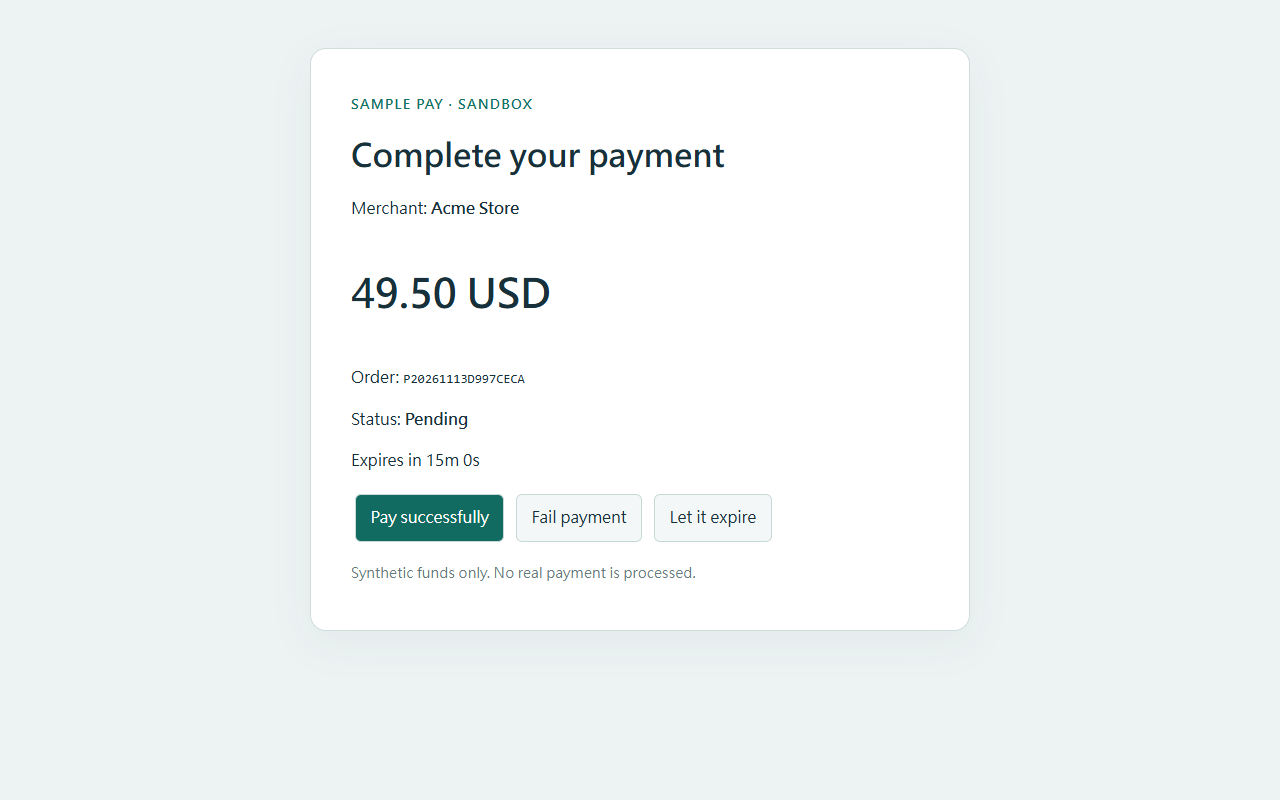 SAMPLE PAY · SANDBOX
Complete your payment
Merchant: Acme Store
49.50 USD
Order: P20261113D997CECA
Status: Pending
Expires in 15m 0s
Pay successfully Fail payment Let it expire
Synthetic funds only. No real payment is processed.